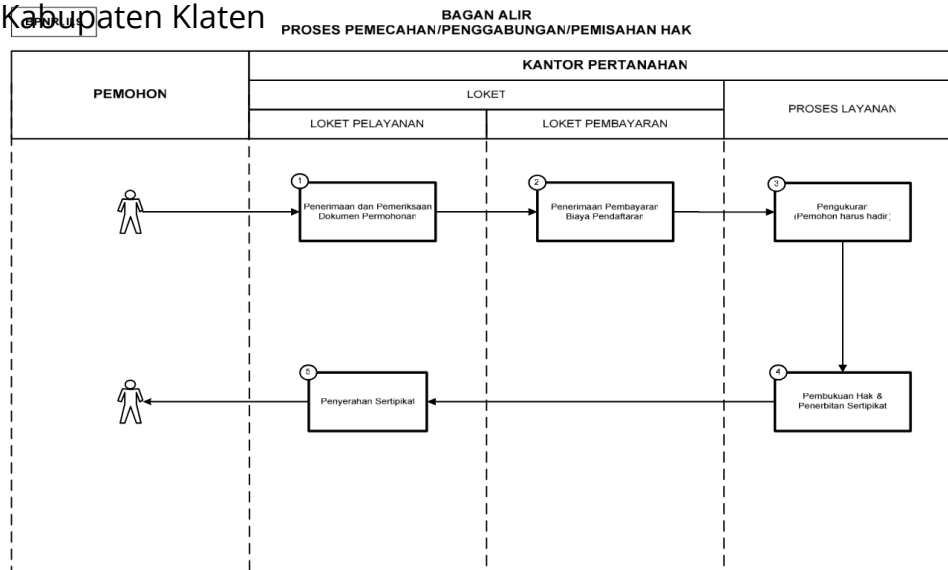 Kabupaten Klaten
BAGAN ALIR
PROSES PEMECAHAN/PENGGABUNGAN/PEMISAHAN HAK
PEMOHON
KANTOR PERTANAHAN
LOKET
PROSES LAYANAN
LOKET PELAYANAN
LOKET PEMBAYARAN
1
Penerimaan dan Pemeriksaan
Dokumen Permohonan
2
Penerimaan Pembayaran
Biaya Pendaftaran
3
Pengukuran
(Pemohon harus hadir)
5
Penyerahan Sertipikat
4
Pembukuan Hak &
Penerbitan Sertipikat